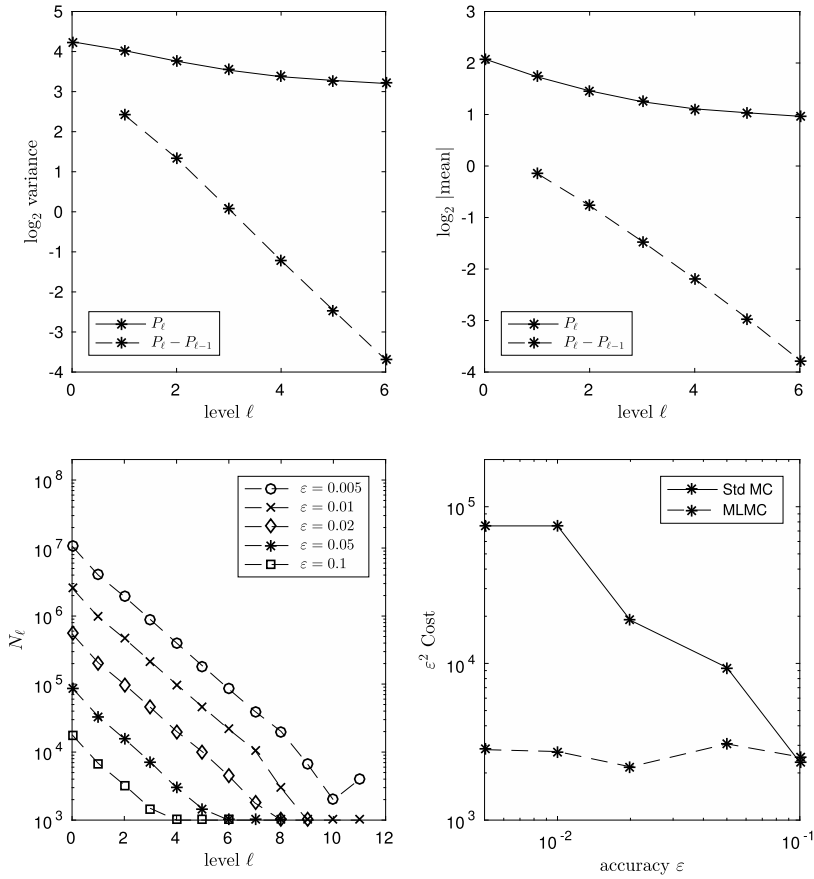 5
4
3
2
1
0
-1
-2
-3
-4
log₂ variance
0
2
4
6
level ℓ
P_ℓ
P_ℓ − P_ℓ−1
3
2
1
0
-1
-2
-3
-4
log₂ |mean|
0
2
4
6
level ℓ
P_ℓ
P_ℓ − P_ℓ−1
10⁸
10⁷
10⁶
10⁵
10⁴
10³
N_ℓ
0
2
4
6
8
10
12
level ℓ
ε = 0.005
ε = 0.01
ε = 0.02
ε = 0.05
ε = 0.1
10⁵
10⁴
10³
ε² Cost
10⁻²
10⁻¹
accuracy ε
Std MC
MLMC